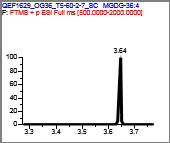 QEF1629_OG36_T5-60-2-7_SC MGDG-36:4
F: FTMS + p ESI Full ms [500.0000-2000.0000]
3.64
100
80
60
40
20
0
3.3 3.4 3.5 3.6 3.7